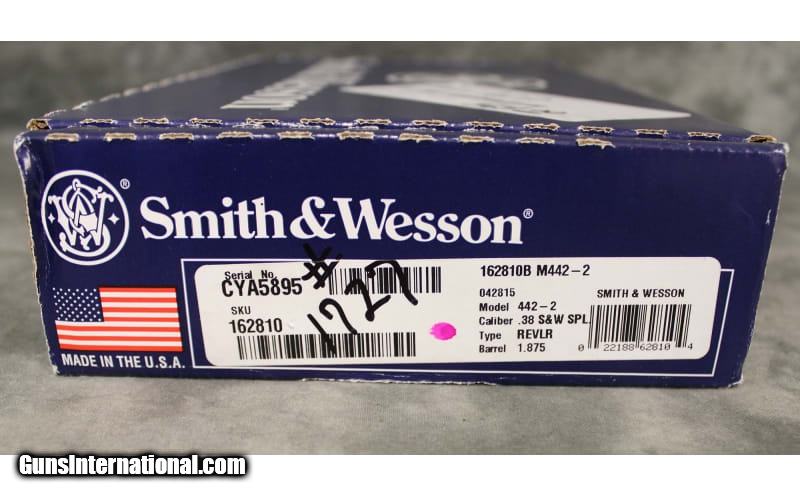 Smith & Wesson®
Serial No.
CYA5895
# 1727
SKU
162810
162810B M442-2
042815
Model 442-2
Caliber .38 S&W SPL
Type REVLR
Barrel 1.875
SMITH & WESSON
0 22188 62810 4
MADE IN THE U.S.A.
GunsInternational.com